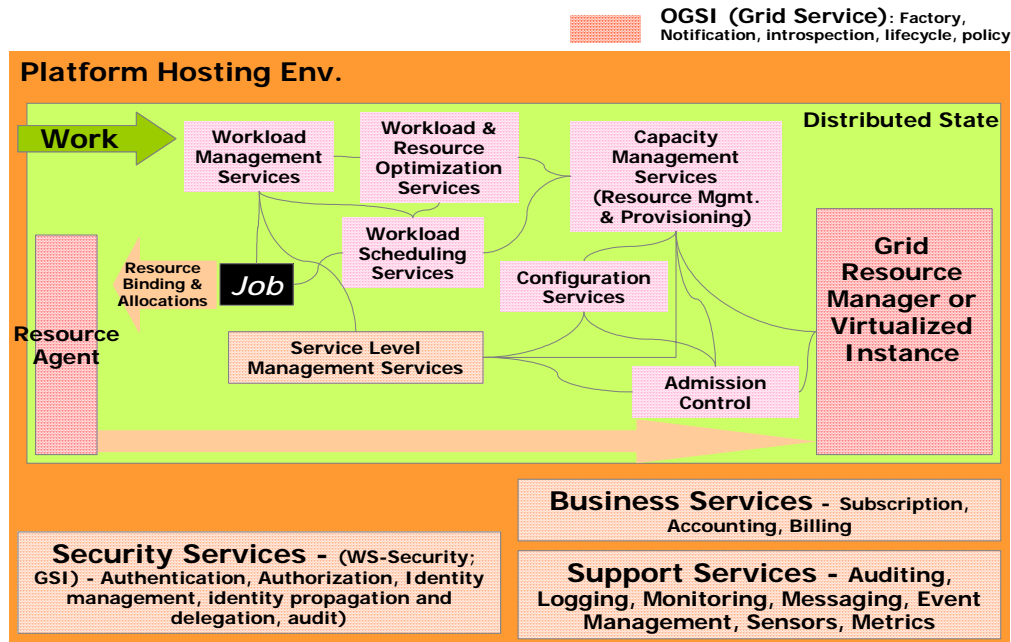 OGSI (Grid Service): Factory,
Notification, introspection, lifecycle, policy
Platform Hosting Env.
Distributed State
Work
Workload
Management
Services
Workload &
Resource
Optimization
Services
Capacity
Management
Services
(Resource Mgmt.
& Provisioning)
Workload
Scheduling
Services
Resource
Binding &
Allocations
Job
Configuration
Services
Grid
Resource
Manager or
Virtualized
Instance
Resource
Agent
Service Level
Management Services
Admission
Control
Business Services - Subscription,
Accounting, Billing
Security Services - (WS-Security;
GSI) - Authentication, Authorization, Identity
management, identity propagation and
delegation, audit)
Support Services - Auditing,
Logging, Monitoring, Messaging, Event
Management, Sensors, Metrics